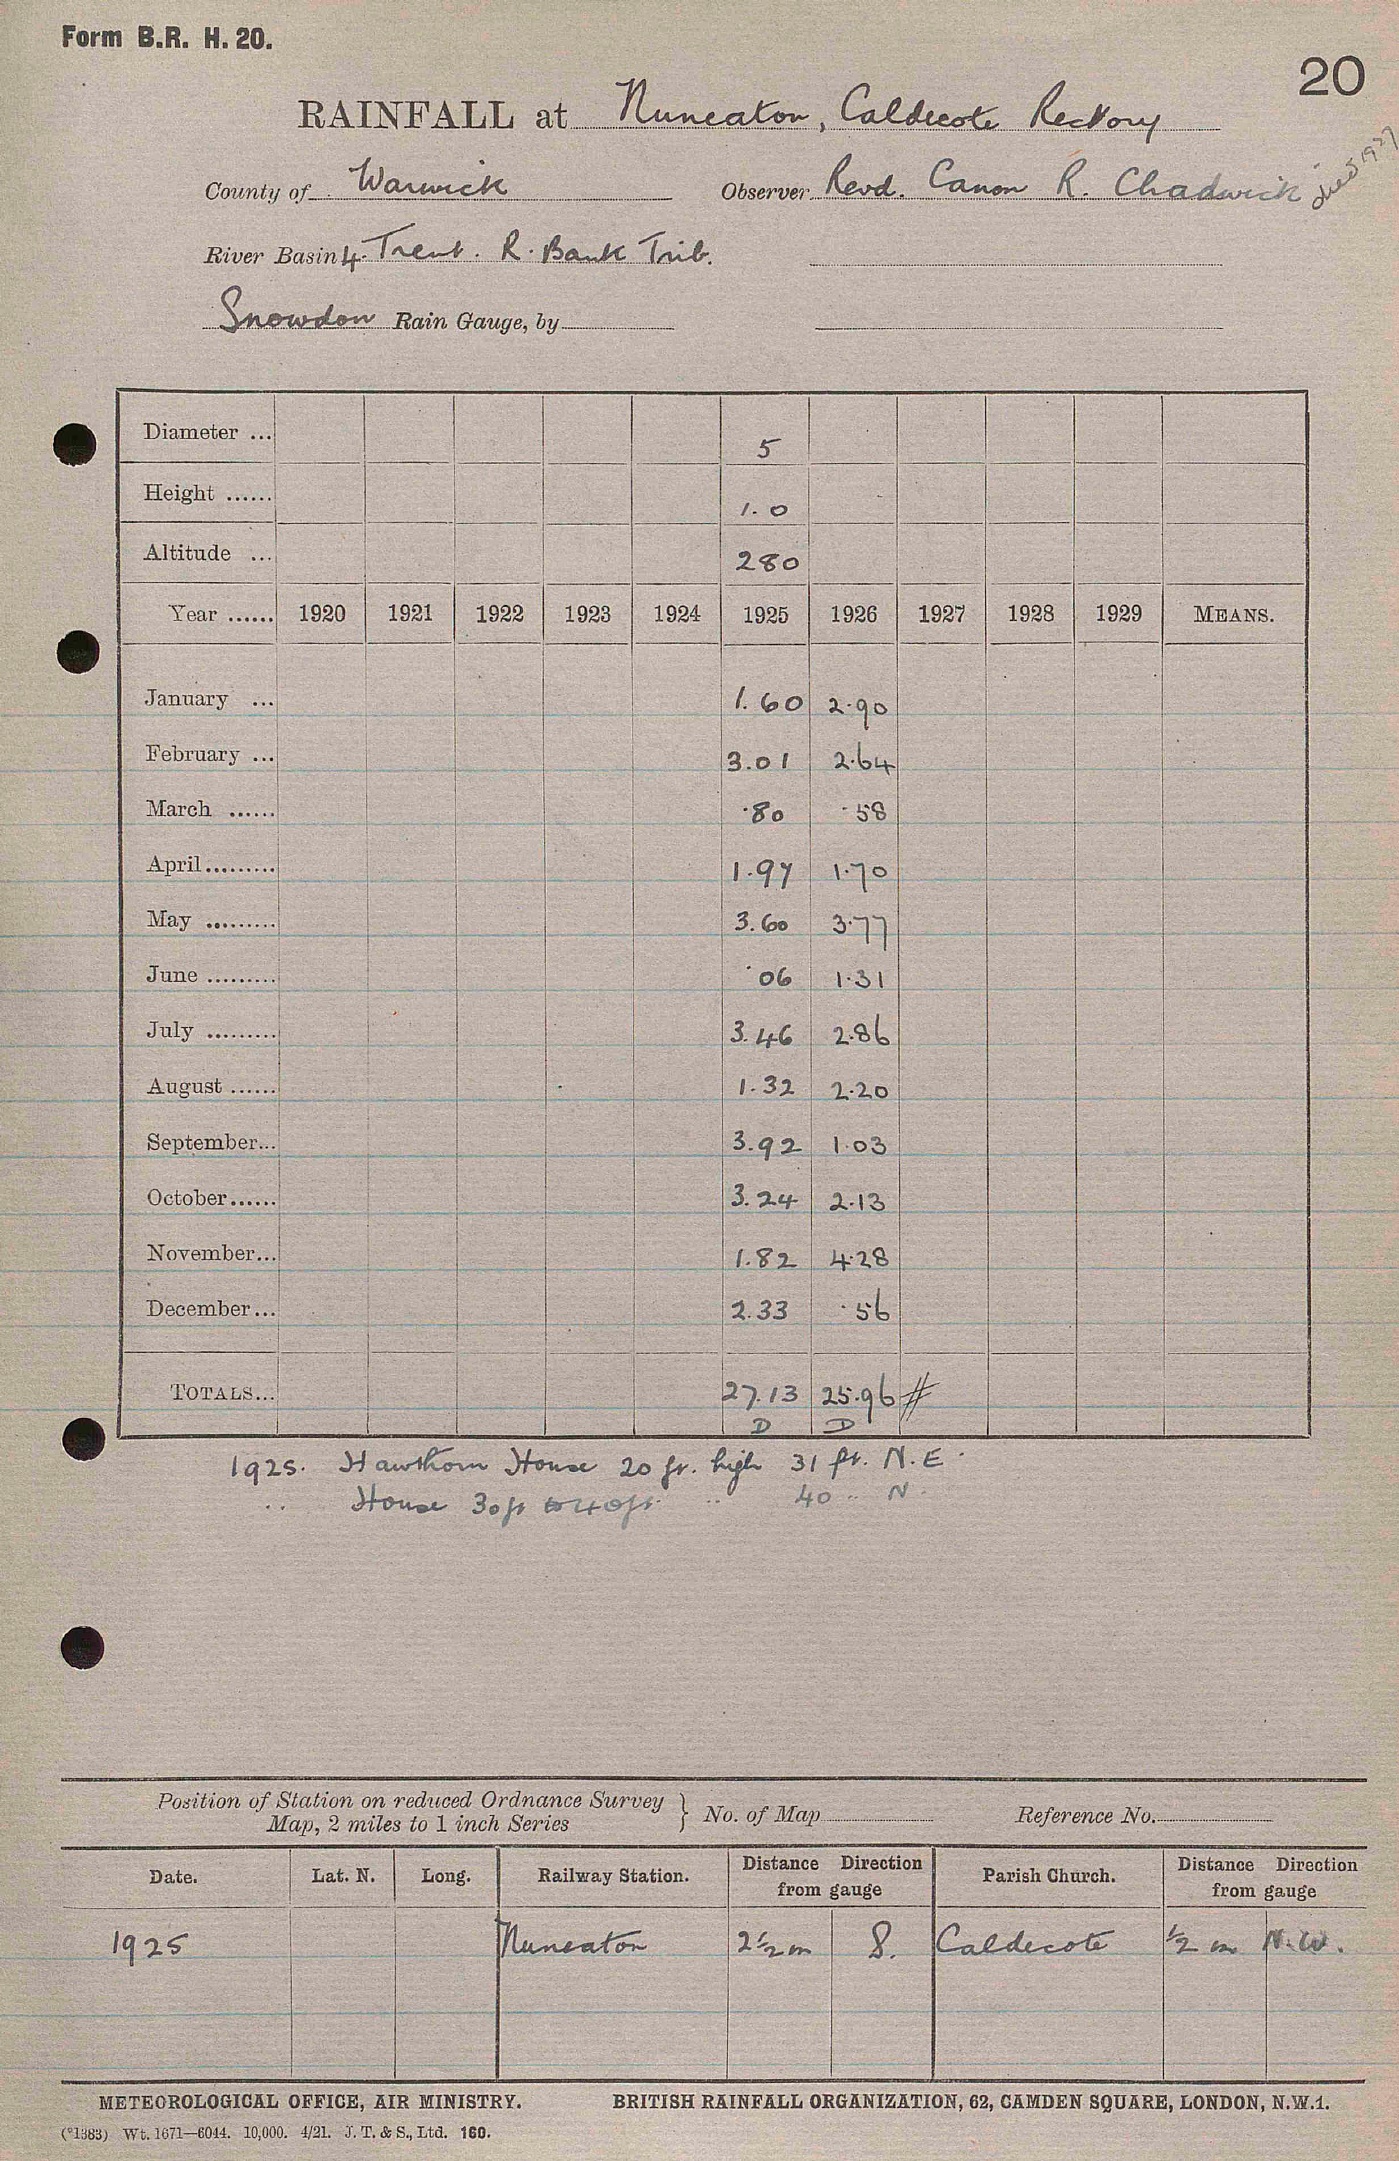 Form B.R. H. 20.
20
RAINFALL at Nuneaton, Caldecote Rectory
County of Warwick Observer Revd. Canon R. Chadwick died 1927
River Basin 4. Trent. R. Bank Trib.
Snowdon Rain Gauge, by
Diameter ... 5
Height ...... 1.0
Altitude ... 280
Year ...... 1920 1921 1922 1923 1924 1925 1926 1927 1928 1929 MEANS.
January ... 1.60 2.90
February ... 3.01 2.64
March ...... .80 .58
April ......... 1.97 1.70
May ......... 3.60 3.77
June ......... .06 1.31
July ......... 3.46 2.86
August ...... 1.32 2.20
September... 3.92 1.03
October...... 3.24 2.13
November... 1.82 4.28
December... 2.33 .56
TOTALS... 27.13 25.96 #
D D
1925. Hawthorn House 20 ft. high 31 ft. N.E.
.. House 30ft to 40ft. .. 40 .. N.
Position of Station on reduced Ordnance Survey
Map, 2 miles to 1 inch Series } No. of Map Reference No.
Date. Lat. N. Long. Railway Station. Distance Direction from gauge Parish Church. Distance Direction from gauge
1925 Nuneaton 2½ m S. Caldecote ½ m N.W.
METEOROLOGICAL OFFICE, AIR MINISTRY. BRITISH RAINFALL ORGANIZATION, 62, CAMDEN SQUARE, LONDON, N.W.1.
(*1383) Wt. 1671—6044. 10,000. 4/21. J. T. & S., Ltd. 160.